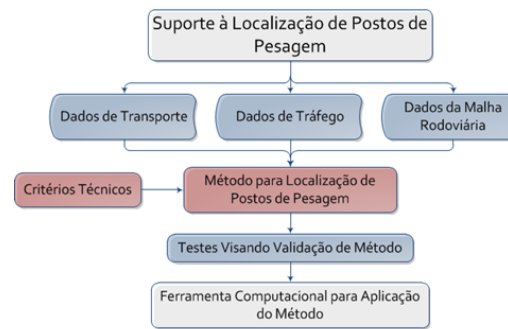 Suporte à Localização de Postos de
Pesagem
Dados de Transporte
Dados de Tráfego
Dados da Malha
Rodoviária
Critérios Técnicos
Método para Localização de
Postos de Pesagem
Testes Visando Validação de Método
Ferramenta Computacional para Aplicação
do Método